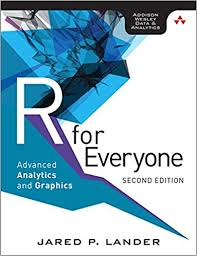 ADDISON
WESLEY
DATA &
ANALYTICS
R for
Everyone
Advanced
Analytics
and Graphics
SECOND EDITION
JARED P. LANDER